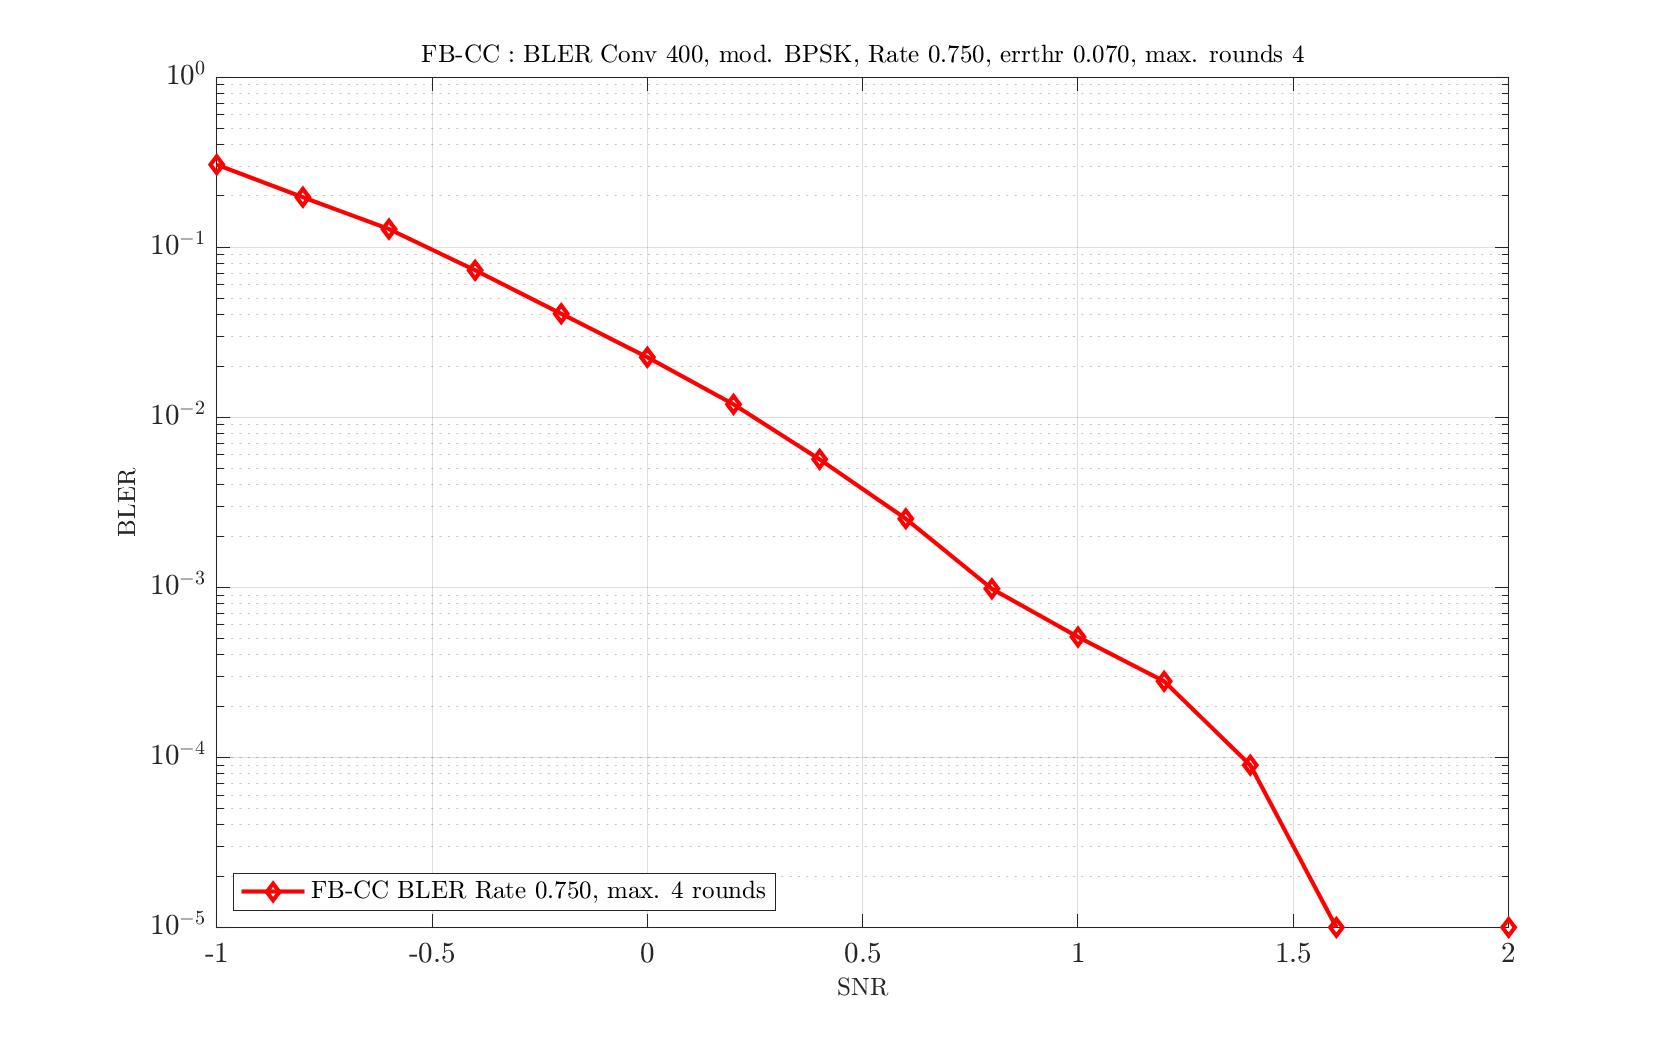 FB-CC : BLER Conv 400, mod. BPSK, Rate 0.750, errthr 0.070, max. rounds 4
10^0
10^{-1}
10^{-2}
10^{-3}
10^{-4}
10^{-5}
BLER
FB-CC BLER Rate 0.750, max. 4 rounds
-1 -0.5 0 0.5 1 1.5 2
SNR